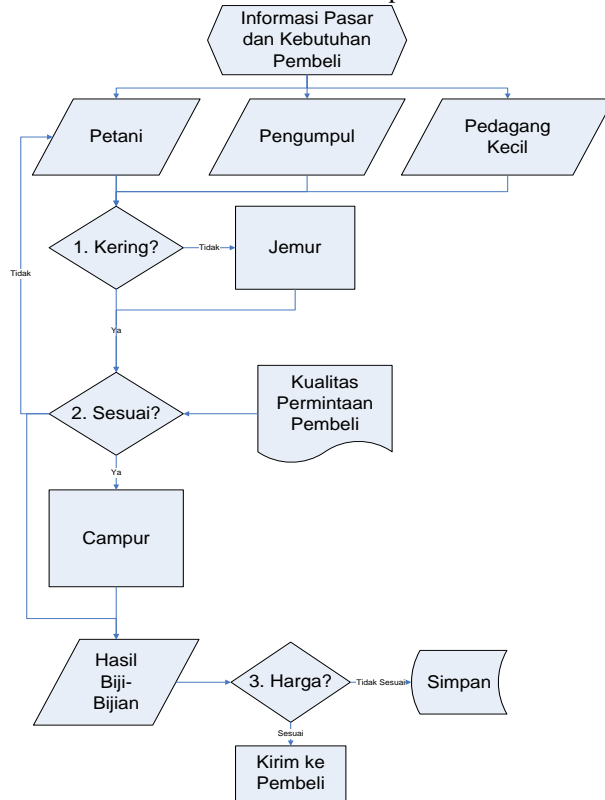 Informasi Pasar
dan Kebutuhan
Pembeli
Petani
Pengumpul
Pedagang
Kecil
1. Kering?
Tidak
Jemur
Tidak
Ya
2. Sesuai?
Kualitas
Permintaan
Pembeli
Ya
Campur
Hasil
Biji-
Bijian
3. Harga?
Tidak Sesuai
Simpan
Sesuai
Kirim ke
Pembeli